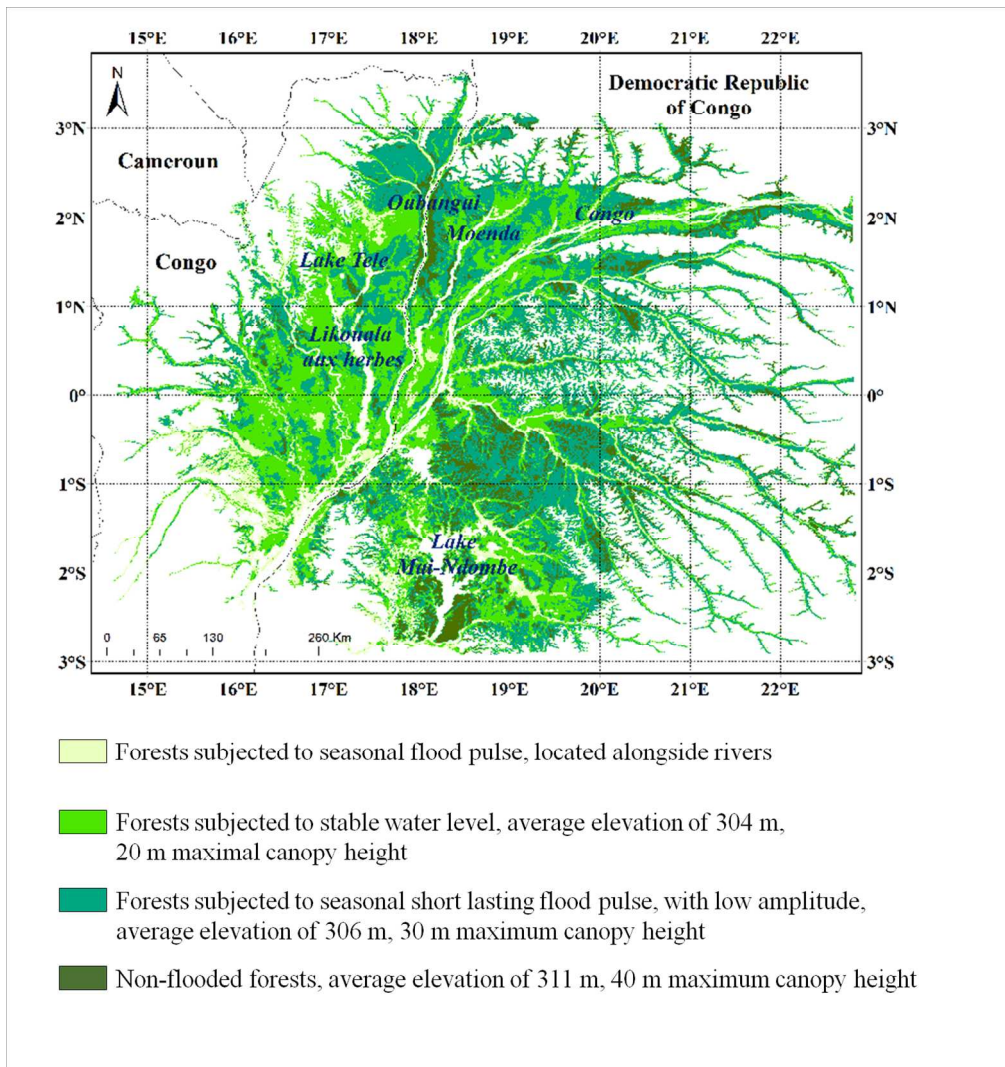 15°E 16°E 17°E 18°E 19°E 20°E 21°E 22°E
N
Democratic Republic
of Congo
3°N 3°N
Cameroun
Oubangui
Congo
2°N 2°N
Moenda
Congo
Lake Tele
1°N 1°N
Likouala
aux herbes
0° 0°
1°S 1°S
Lake
Mai-Ndombe
2°S 2°S
0 65 130 260 Km
3°S 3°S
15°E 16°E 17°E 18°E 19°E 20°E 21°E 22°E
Forests subjected to seasonal flood pulse, located alongside rivers
Forests subjected to stable water level, average elevation of 304 m,
20 m maximal canopy height
Forests subjected to seasonal short lasting flood pulse, with low amplitude,
average elevation of 306 m, 30 m maximum canopy height
Non-flooded forests, average elevation of 311 m, 40 m maximum canopy height